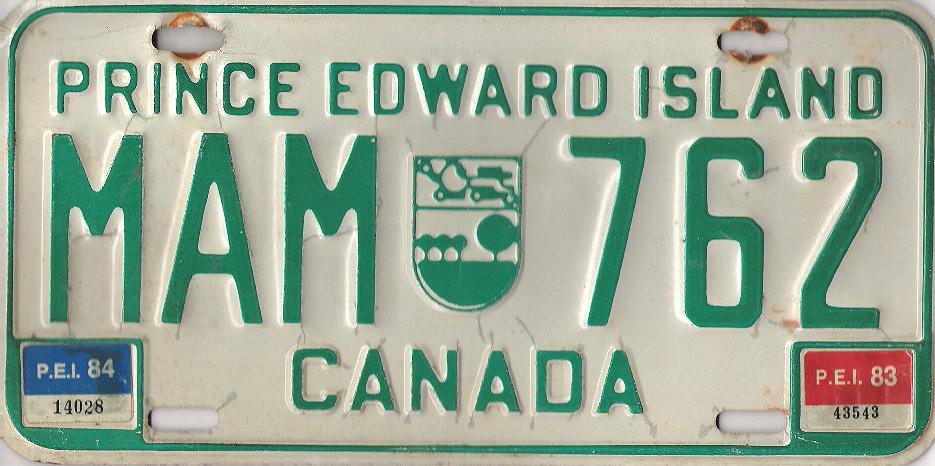 PRINCE EDWARD ISLAND
MAM 762
CANADA
P.E.I. 84
14028
P.E.I. 83
43543